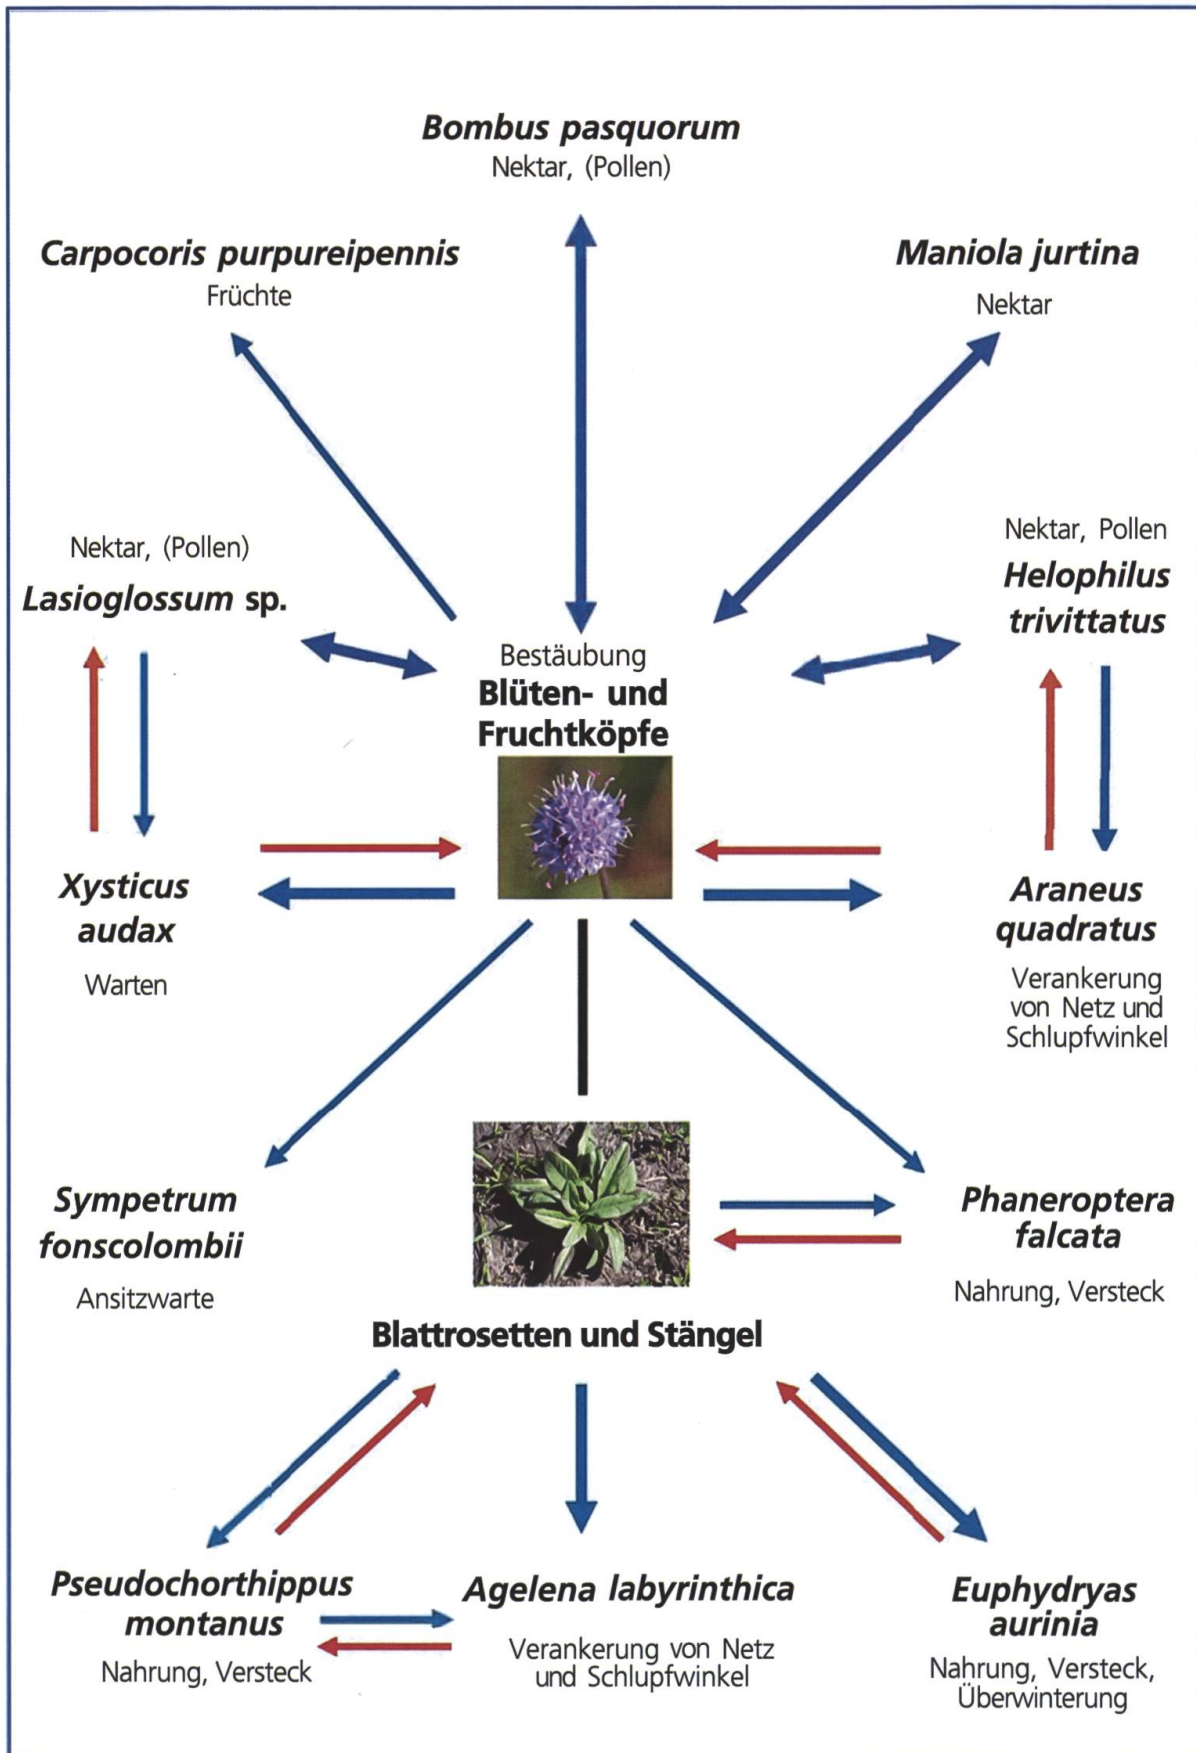 Bombus pasquorum
Nektar, (Pollen)
Carpocoris purpureipennis
Früchte
Maniola jurtina
Nektar
Nektar, (Pollen)
Lasioglossum sp.
Nektar, Pollen
Helophilus
trivittatus
Bestäubung
Blüten- und
Fruchtköpfe
Xysticus
audax
Warten
Araneus
quadratus
Verankerung
von Netz und
Schlupfwinkel
Sympetrum
fonscolombii
Ansitzwarte
Phaneroptera
falcata
Nahrung, Versteck
Blattrosetten und Stängel
Pseudochorthippus
montanus
Nahrung, Versteck
Agelena labyrinthica
Verankerung von Netz
und Schlupfwinkel
Euphydryas
aurinia
Nahrung, Versteck,
Überwinterung